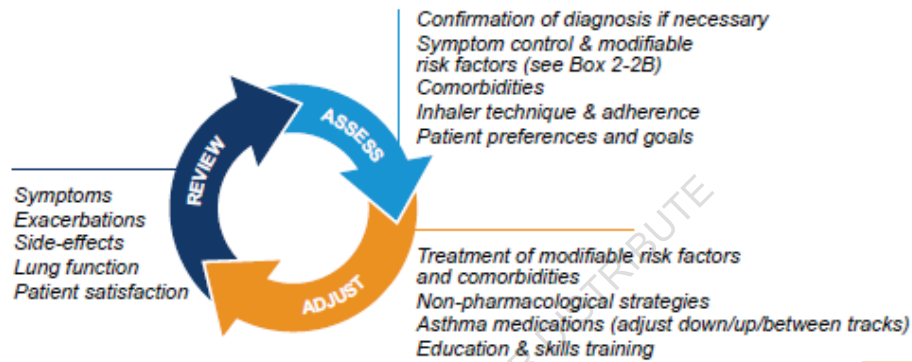 Confirmation of diagnosis if necessary
Symptom control & modifiable
risk factors (see Box 2-2B)
Comorbidities
Inhaler technique & adherence
Patient preferences and goals
ASSESS
REVIEW
Symptoms
Exacerbations
Side-effects
Lung function
Patient satisfaction
ADJUST
Treatment of modifiable risk factors
and comorbidities
Non-pharmacological strategies
Asthma medications (adjust down/up/between tracks)
Education & skills training